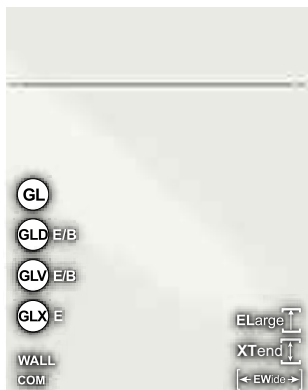 GL
GLD E/B
GLV E/B
GLX E
ELarge
XTend
WALL
COM
EWide